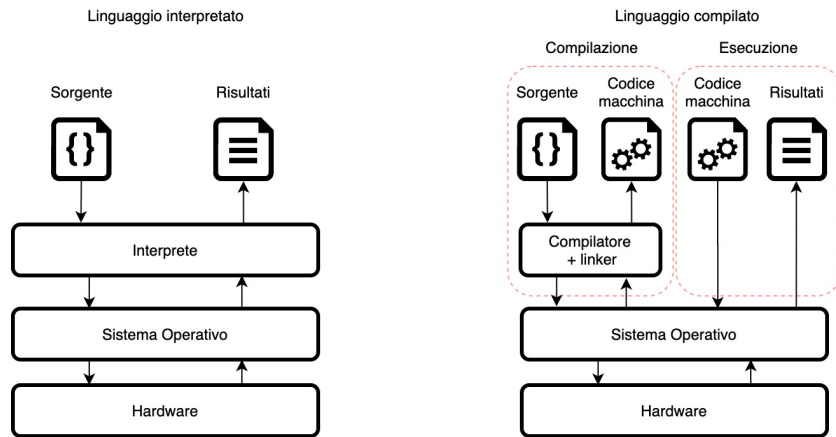 Linguaggio interpretato
Sorgente
Risultati
{ }
Interprete
Sistema Operativo
Hardware
Linguaggio compilato
Compilazione
Esecuzione
Sorgente
Codice
macchina
Codice
macchina
Risultati
{ }
Compilatore
+ linker
Sistema Operativo
Hardware